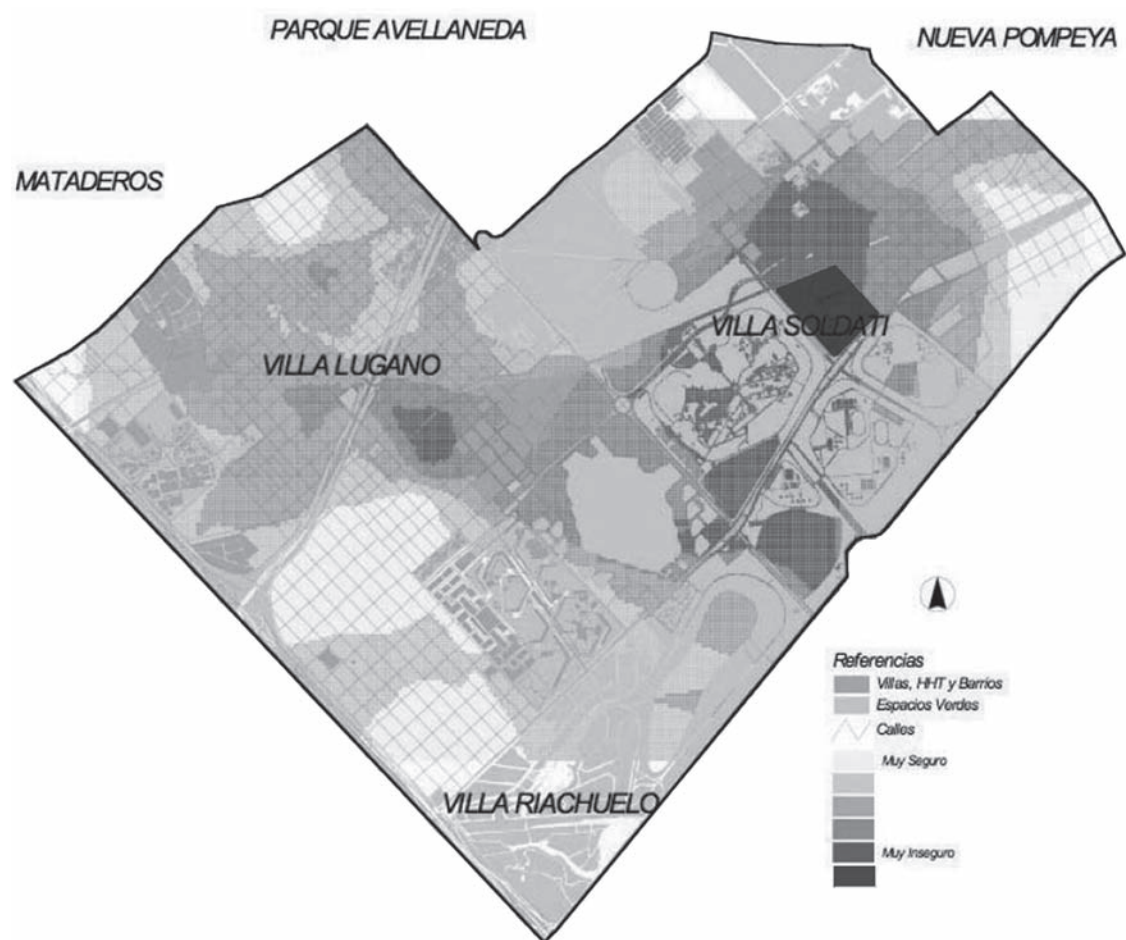 PARQUE AVELLANEDA
NUEVA POMPEYA
MATADEROS
VILLA SOLDATI
VILLA LUGANO
VILLA RIACHUELO
Referencias
Villas, HHT y Barrios
Espacios Verdes
Calles
Muy Seguro
Muy Inseguro